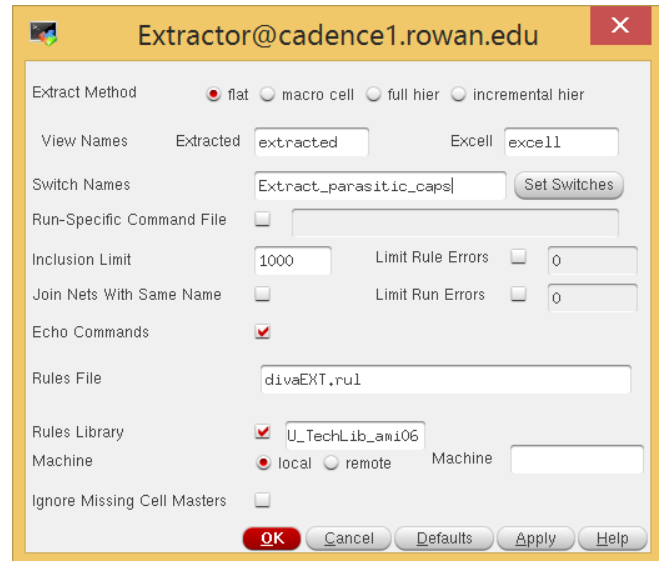 Extractor@cadence1.rowan.edu
Extract Method flat macro cell full hier incremental hier
View Names Extracted extracted Excell excell
Switch Names Extract_parasitic_caps Set Switches
Run-Specific Command File
Inclusion Limit 1000 Limit Rule Errors 0
Join Nets With Same Name Limit Run Errors 0
Echo Commands
Rules File divaEXT.rul
Rules Library U_TechLib_ami06
Machine local remote Machine
Ignore Missing Cell Masters
OK Cancel Defaults Apply Help